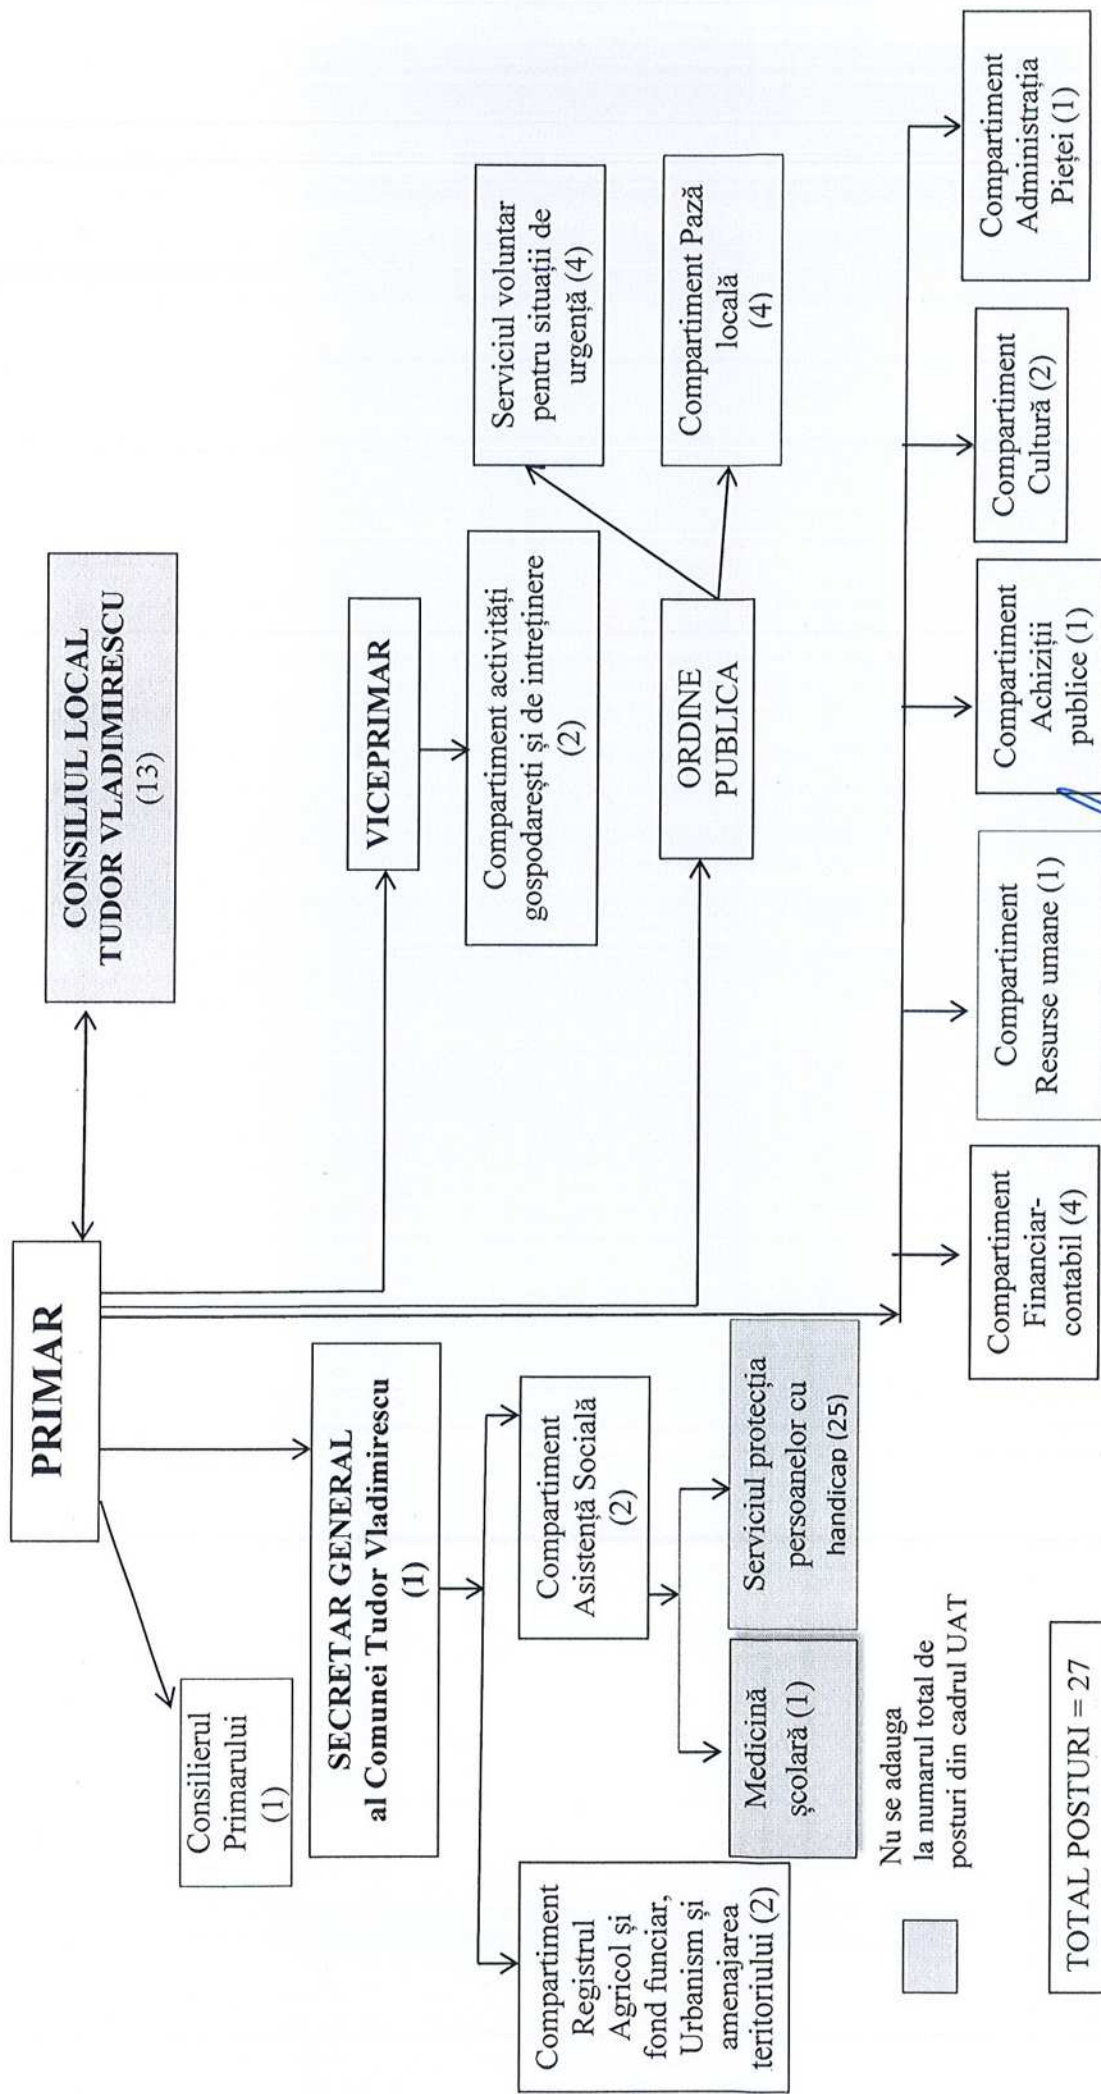 PRIMAR
CONSILIUL LOCAL
TUDOR VLADIMIRESCU
(13)
Consilierul
Primarului
(1)
SECRETAR GENERAL
al Comunei Tudor Vladimirescu
(1)
VICEPRIMAR
Compartiment activități
gospodarești și de intreținere
(2)
Serviciul voluntar
pentru situații de
urgență (4)
ORDINE
PUBLICA
Compartiment Pază
locală
(4)
Compartiment
Registrul
Agricol și
fond funciar,
Urbanism și
amenajarea
teritoriului (2)
Compartiment
Asistență Socială
(2)
Medicină
școlară (1)
Serviciul protecția
persoanelor cu
handicap (25)
Compartiment
Financiar-
contabil (4)
Compartiment
Resurse umane (1)
Compartiment
Achiziții
publice (1)
Compartiment
Cultură (2)
Compartiment
Administrația
Pieței (1)
Nu se adauga
la numarul total de
posturi din cadrul UAT
TOTAL POSTURI = 27